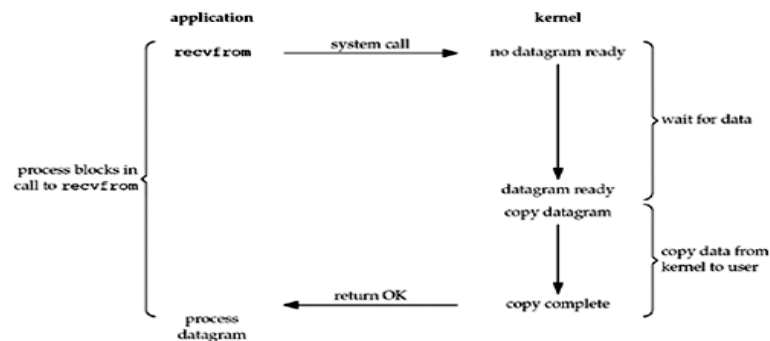 application kernel
recvfrom system call no datagram ready
wait for data
process blocks in
call to recvfrom
datagram ready
copy datagram
copy data from
kernel to user
return OK copy complete
process
datagram